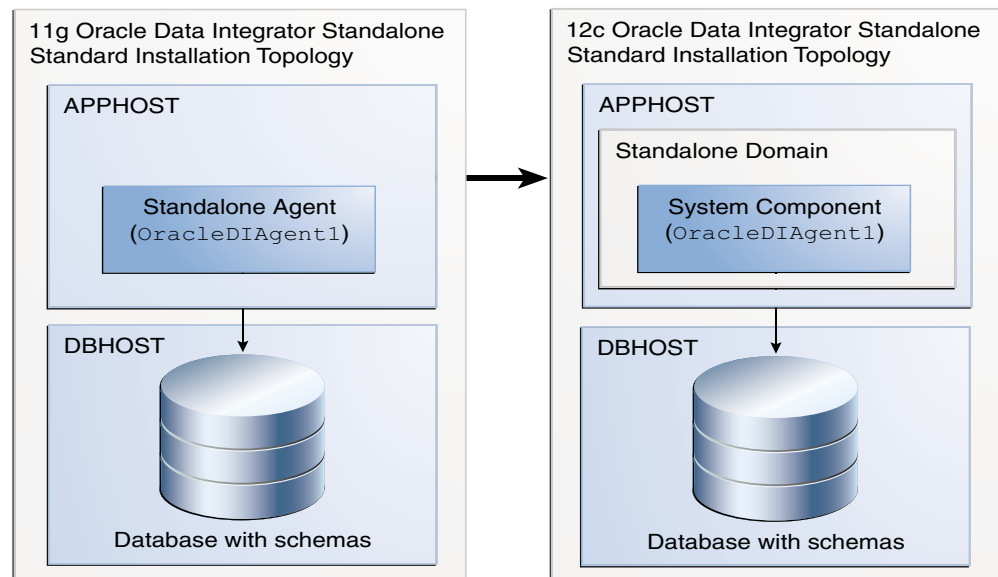 11g Oracle Data Integrator Standalone
Standard Installation Topology
APPHOST
Standalone Agent
(OracleDIAgent1)
DBHOST
Database with schemas
12c Oracle Data Integrator Standalone
Standard Installation Topology
APPHOST
Standalone Domain
System Component
(OracleDIAgent1)
DBHOST
Database with schemas